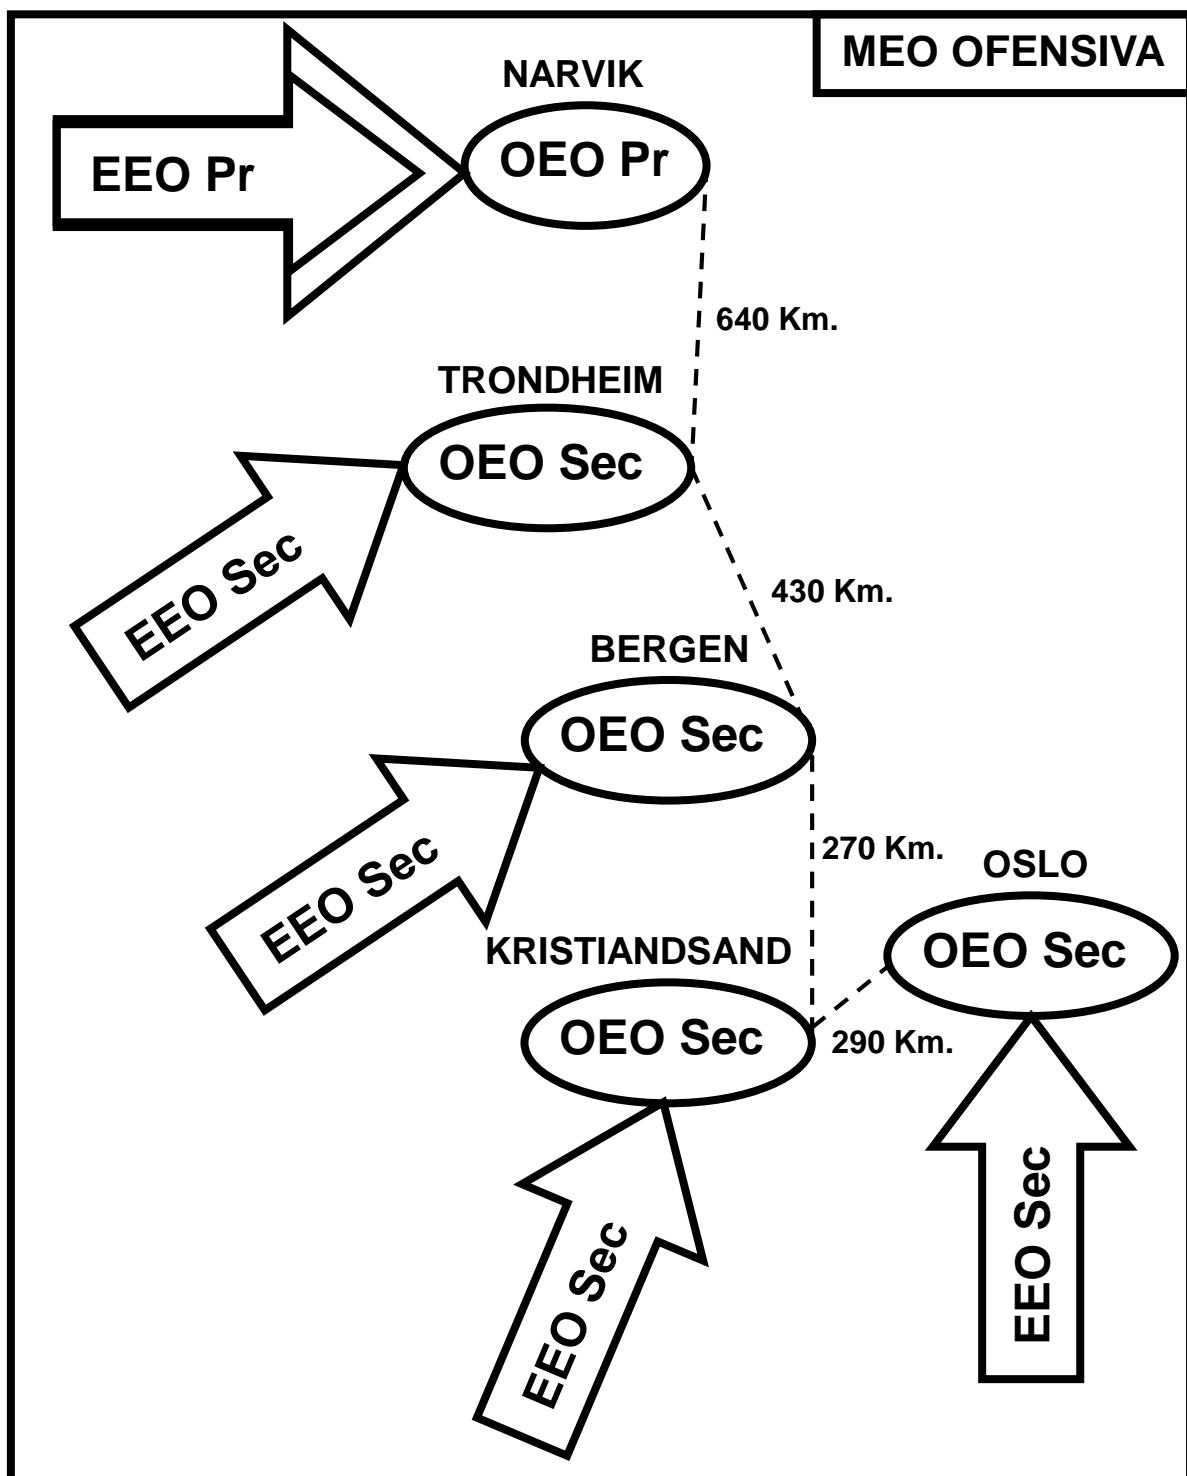 MEO OFENSIVA
NARVIK
EEO Pr
OEO Pr
640 Km.
TRONDHEIM
OEO Sec
EEO Sec
430 Km.
BERGEN
OEO Sec
EEO Sec
270 Km.
OSLO
OEO Sec
KRISTIANDSAND
OEO Sec
290 Km.
EEO Sec
EEO Sec